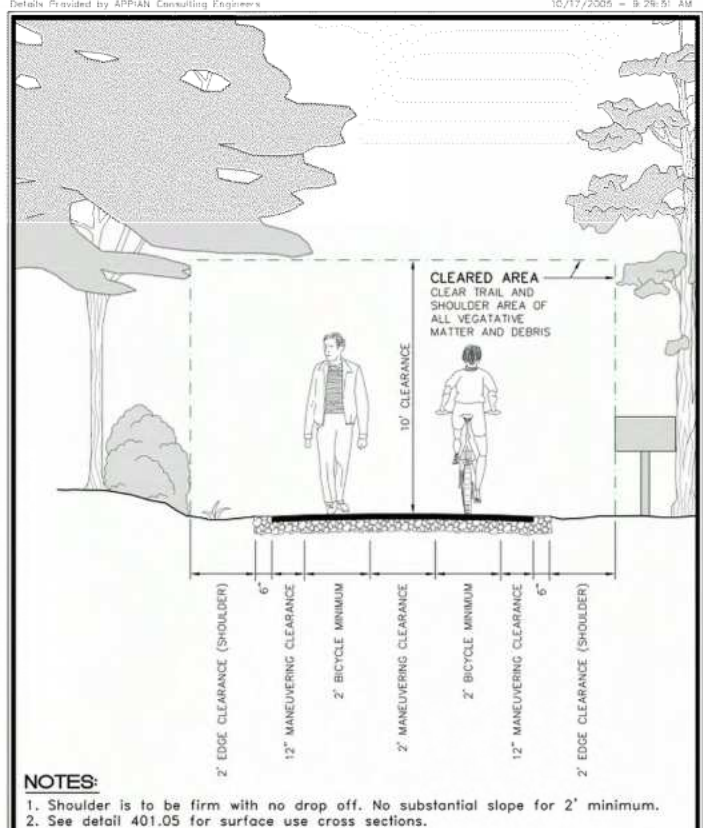 Details Provided by APPIAN Consulting Engineers
10/17/2005 - 9:29:51 AM
CLEARED AREA
CLEAR TRAIL AND
SHOULDER AREA OF
ALL VEGATATIVE
MATTER AND DEBRIS
10' CLEARANCE
2' EDGE CLEARANCE (SHOULDER)
6"
12" MANEUVERING CLEARANCE
2' BICYCLE MINIMUM
2' MANEUVERING CLEARANCE
2' BICYCLE MINIMUM
12" MANEUVERING CLEARANCE
6"
2' EDGE CLEARANCE (SHOULDER)
NOTES:
1. Shoulder is to be firm with no drop off. No substantial slope for 2' minimum.
2. See detail 401.05 for surface use cross sections.